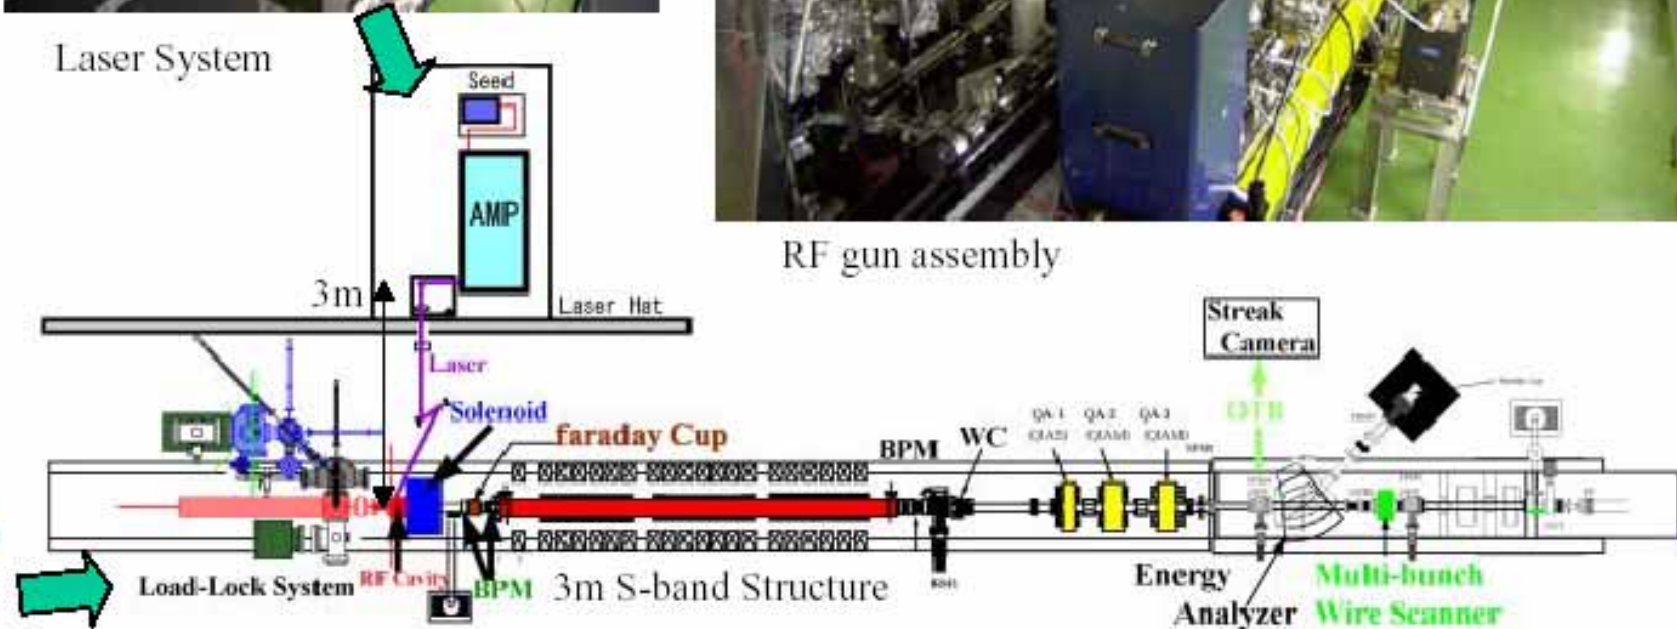 Laser System
Seed
AMP
RF gun assembly
3m
Laser Hat
Streak
Camera
Laser
OTR
Solenoid
faraday Cup
BPM
WC
QA-1
QA-2
QA-3
Load-Lock System
RF Cavity
BPM
3m S-band Structure
Energy
Analyzer
Multi-bunch
Wire Scanner